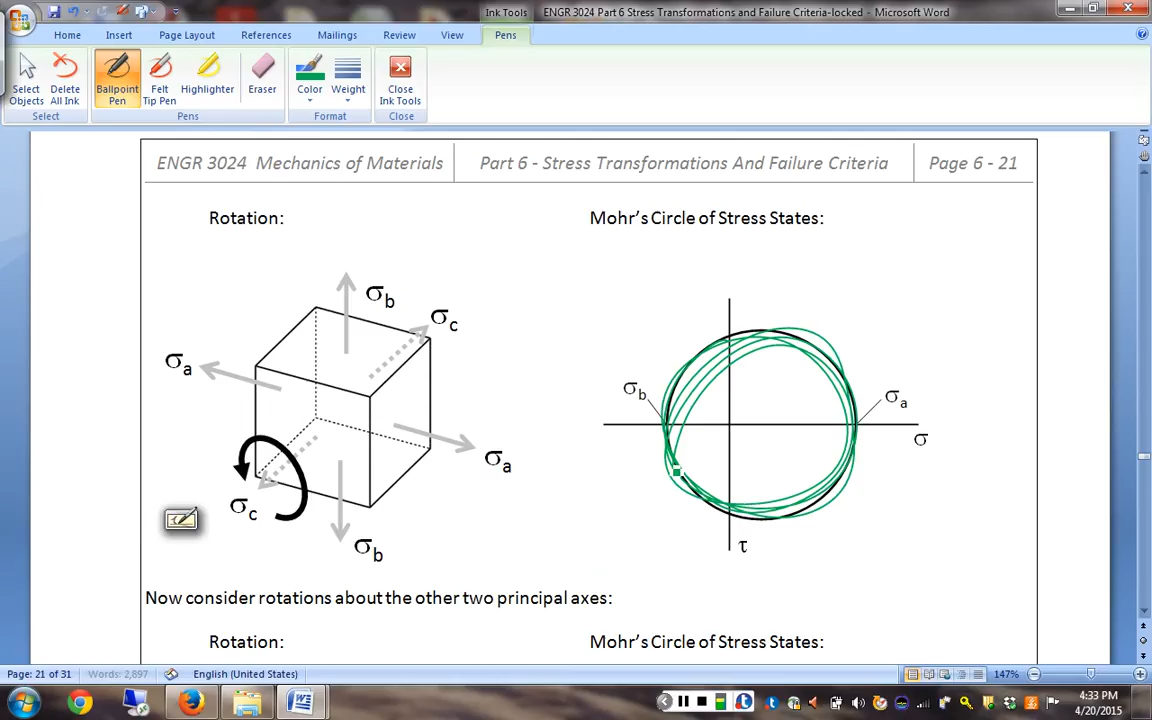 Ink Tools
ENGR 3024 Part 6 Stress Transformations and Failure Criteria-locked - Microsoft Word
Home Insert Page Layout References Mailings Review View Pens
Select Objects
Delete All Ink
Ballpoint Pen
Felt Tip Pen
Highlighter
Eraser
Color
Weight
Close Ink Tools
Select Pens Format Close
ENGR 3024 Mechanics of Materials
Part 6 - Stress Transformations And Failure Criteria
Page 6 - 21
Rotation:
Mohr's Circle of Stress States:
σb
σc
σa
σa
σc
σb
σb
σa
σ
τ
Now consider rotations about the other two principal axes:
Rotation:
Mohr's Circle of Stress States:
Page: 21 of 31
Words: 2,897
English (United States)
147%
4:33 PM
4/20/2015